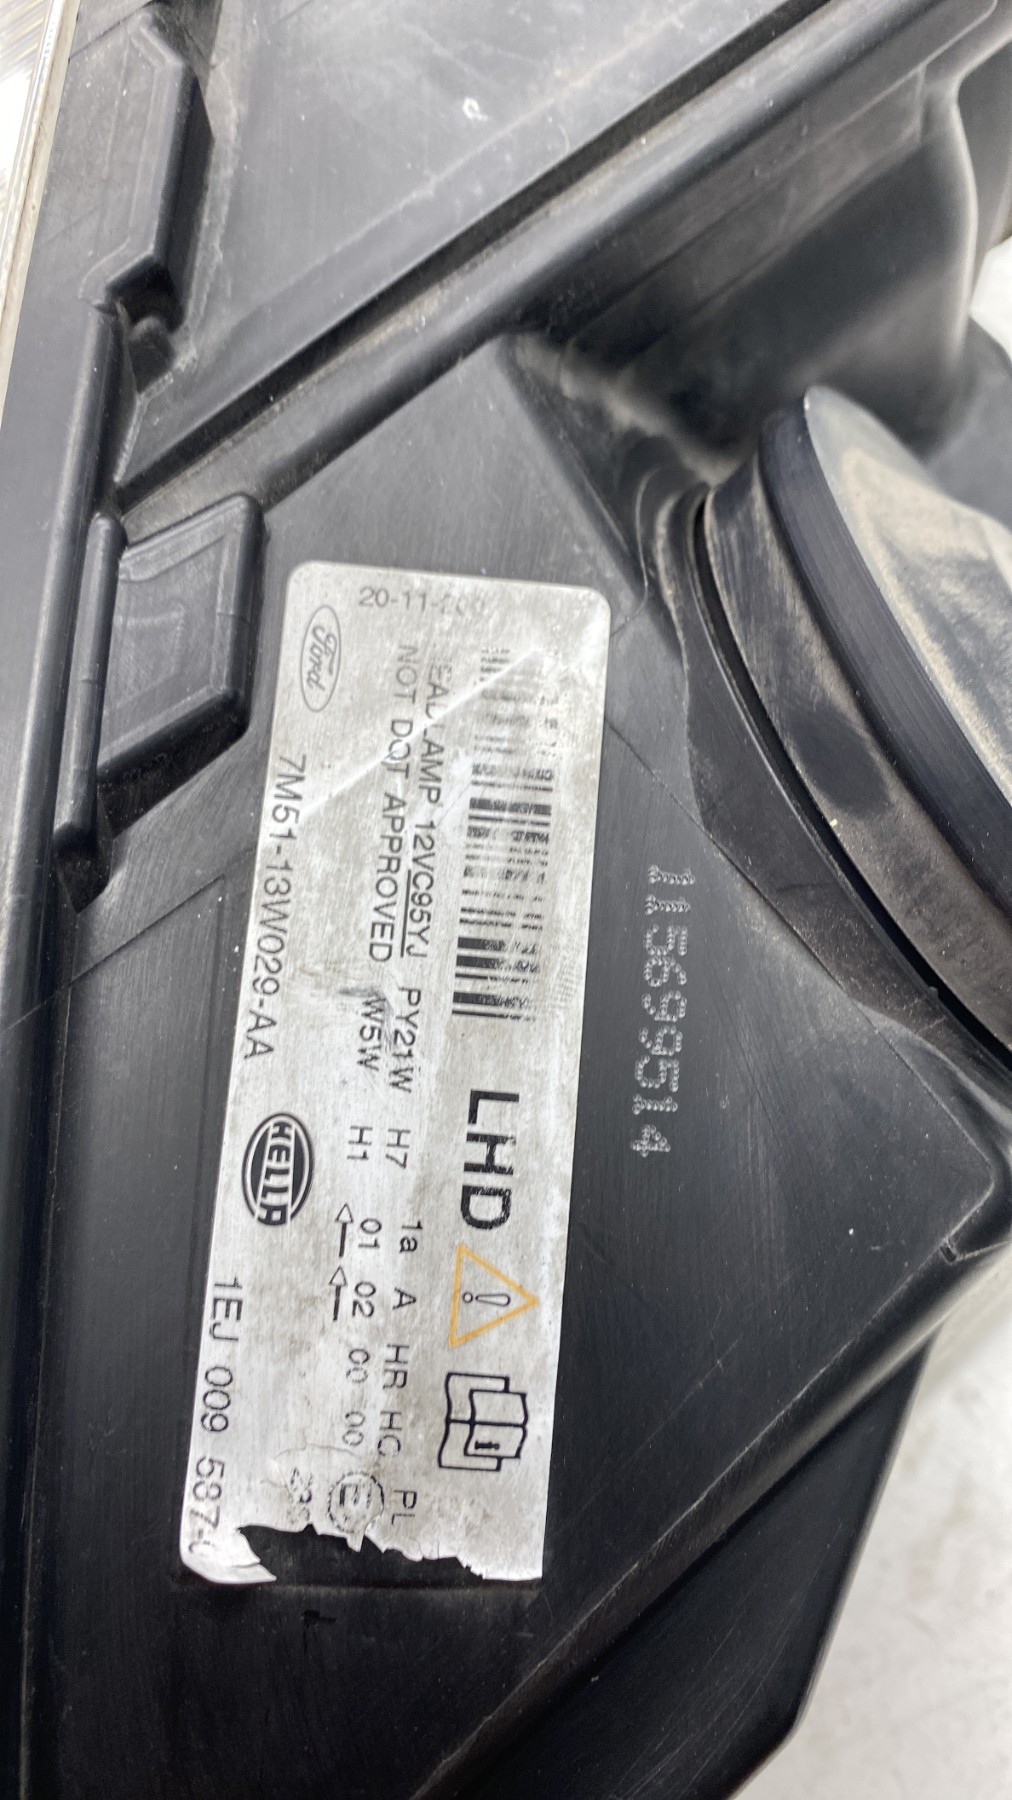 20-11-200
LHD
HEADLAMP 12VC95YJ PY21W H7 1a A HR HC PL
NOT DOT APPROVED W5W H1 01 02 00 00 E
Ford
7M51-13W029-AA
HELLA
1EJ 009 587-
115699514